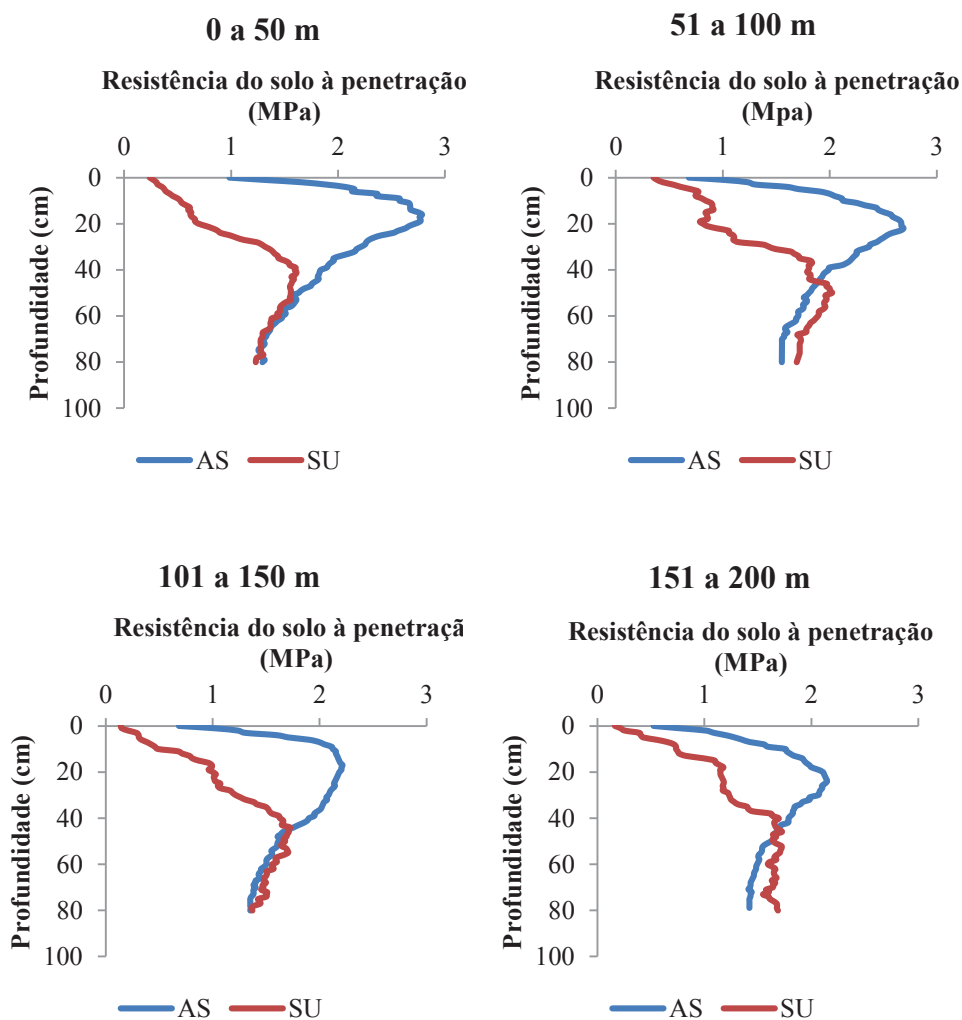 0 a 50 m
Resistência do solo à penetração
(MPa)
0 1 2 3
0
20
40
60
80
100
Profundidade (cm)
AS SU
51 a 100 m
Resistência do solo à penetração
(Mpa)
0 1 2 3
0
20
40
60
80
100
Profundidade (cm)
AS SU
101 a 150 m
Resistência do solo à penetraçã
(MPa)
0 1 2 3
0
20
40
60
80
100
Profundidade (cm)
AS SU
151 a 200 m
Resistência do solo à penetração
(MPa)
0 1 2 3
0
20
40
60
80
100
Profundidade (cm)
AS SU